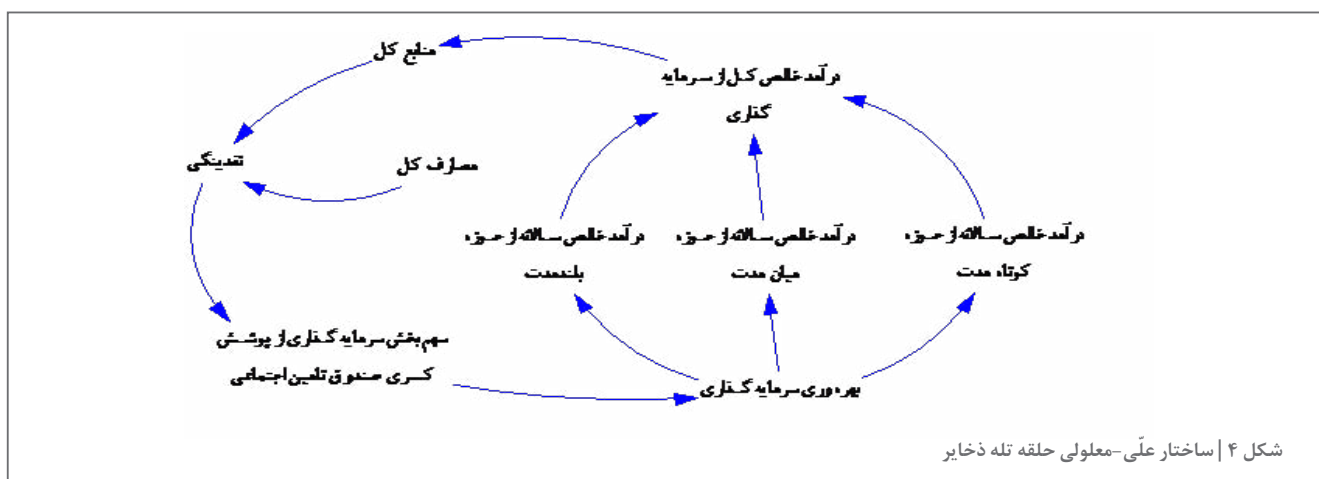 منابع کل
درآمد خالص کل از سرمایه
گذاری
نقدینگی
مصارف کل
درآمد خالص سالانه از حوزه
کوتاه مدت
درآمد خالص سالانه از حوزه
میان مدت
درآمد خالص سالانه از حوزه
بلندمدت
سهم بخش سرمایه گذاری از پوشش
کسری صندوق تامین اجتماعی
بهره وری سرمایه گذاری
شکل ۴ | ساختار علّی-معلولی حلقه تله ذخایر